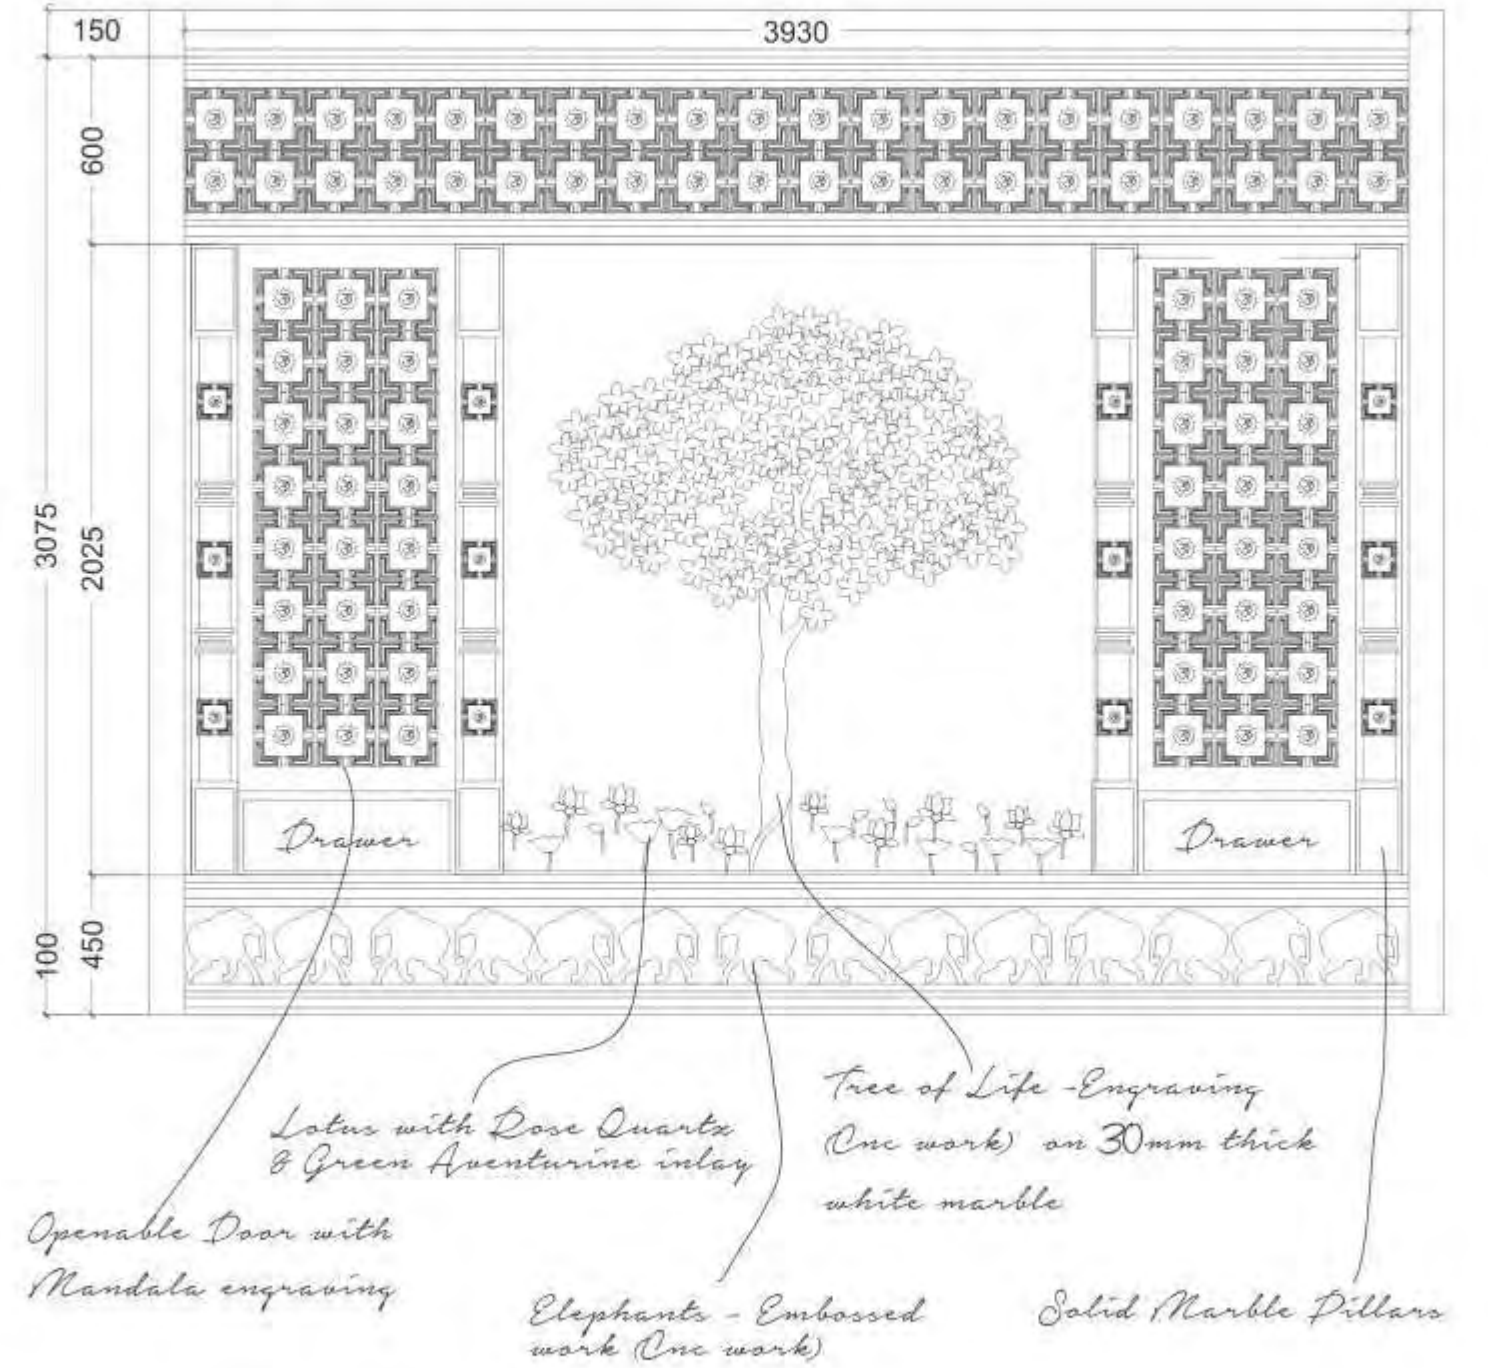 150
3930
600
3075
2025
Drawer
Drawer
100
450
Tree of Life - Engraving
(Cnc work) on 30mm thick
white marble
Lotus with Rose Quartz
& Green Aventurine inlay
Openable Door with
Mandala engraving
Elephants - Embossed
work (Cnc work)
Solid Marble Pillars